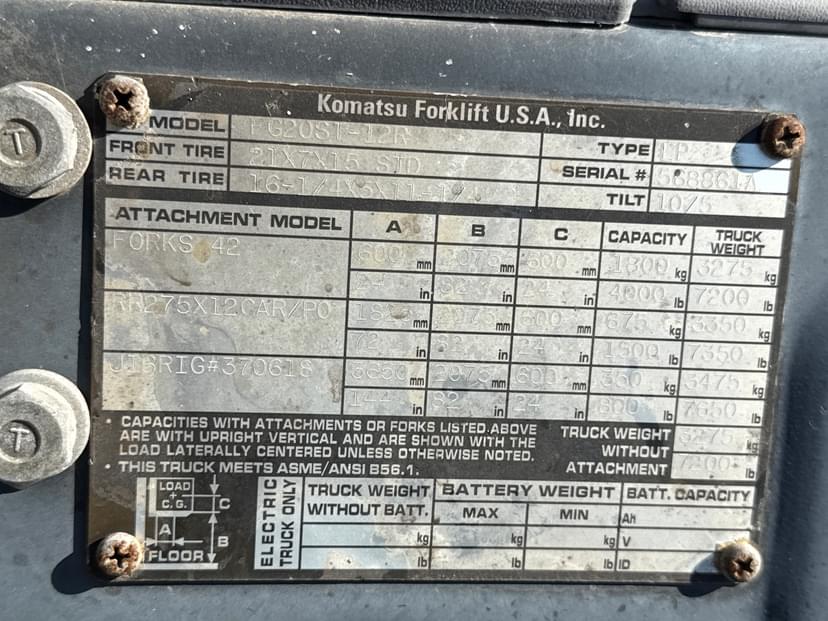 Komatsu Forklift U.S.A., Inc.
MODEL FG20ST-12R TYPE LP
FRONT TIRE 21X7X15 STD SERIAL # 568861A
REAR TIRE 16-1/4X6X11-1/4 TILT 10/5
ATTACHMENT MODEL A B C CAPACITY TRUCK WEIGHT
FORKS 42 600 mm 2075 mm 600 mm 1800 kg 3275 kg
24 in 82 in 24 in 4000 lb 7200 lb
RR275X12CAR/PO mm 2075 mm 600 mm 675 kg 3350 kg
72 in 82 in 24 in 1500 lb 7350 lb
JIBRIG#370618 mm 2075 mm 600 mm kg 3475 kg
144 in 82 in 24 in lb 7650 lb
• CAPACITIES WITH ATTACHMENTS OR FORKS LISTED ABOVE
ARE WITH UPRIGHT VERTICAL AND ARE SHOWN WITH THE
LOAD LATERALLY CENTERED UNLESS OTHERWISE NOTED.
• THIS TRUCK MEETS ASME/ANSI B56.1.
TRUCK WEIGHT 3275 kg
WITHOUT
ATTACHMENT 7200 lb
LOAD
C.G.
C
A
B
FLOOR
ELECTRIC
TRUCK ONLY
TRUCK WEIGHT BATTERY WEIGHT BATT. CAPACITY
WITHOUT BATT. MAX MIN Ah
kg kg kg V
lb lb lb ID
T
T